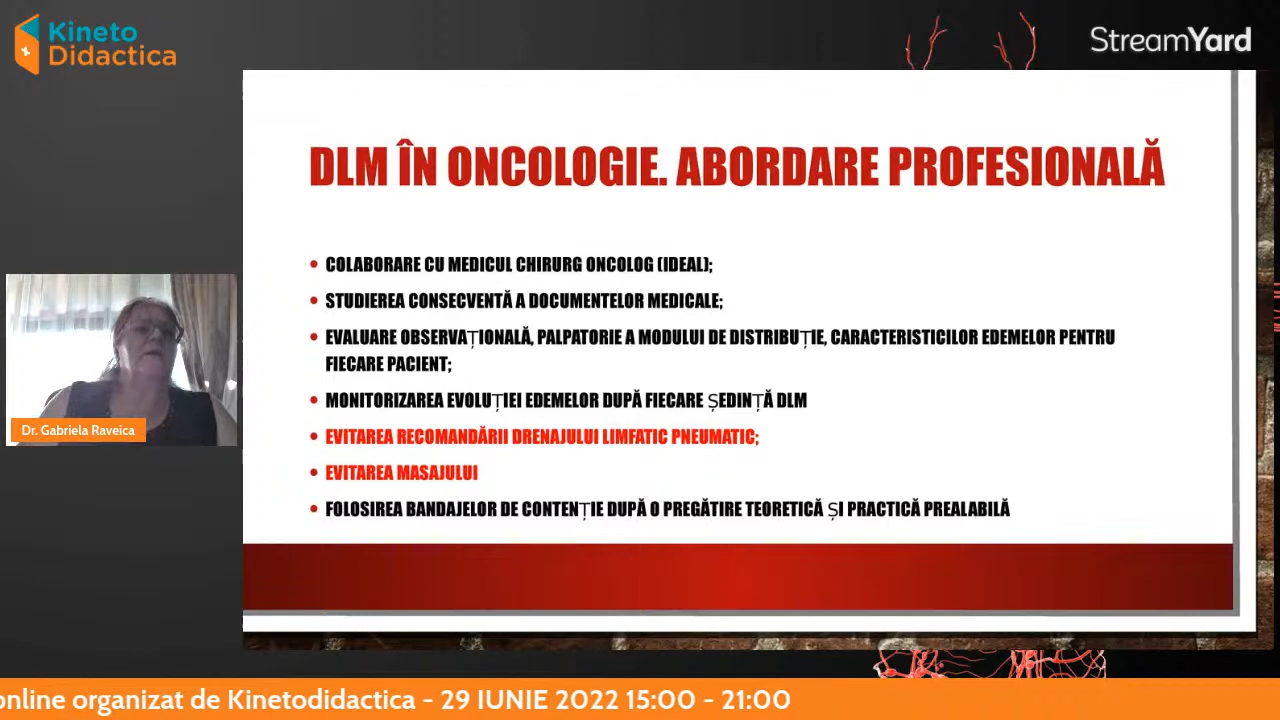 Kineto
Didactica
StreamYard
DLM ÎN ONCOLOGIE. ABORDARE PROFESIONALĂ
• COLABORARE CU MEDICUL CHIRURG ONCOLOG (IDEAL);
• STUDIEREA CONSECVENTĂ A DOCUMENTELOR MEDICALE;
• EVALUARE OBSERVAȚIONALĂ, PALPATORIE A MODULUI DE DISTRIBUȚIE, CARACTERISTICILOR EDEMELOR PENTRU
FIECARE PACIENT;
• MONITORIZAREA EVOLUȚIEI EDEMELOR DUPĂ FIECARE ȘEDINȚĂ DLM
• EVITAREA RECOMANDĂRII DRENAJULUI LIMFATIC PNEUMATIC;
• EVITAREA MASAJULUI
• FOLOSIREA BANDAJELOR DE CONTENȚIE DUPĂ O PREGĂTIRE TEORETICĂ ȘI PRACTICĂ PREALABILĂ
Dr. Gabriela Raveica
online organizat de Kinetodidactica - 29 IUNIE 2022 15:00 - 21:00